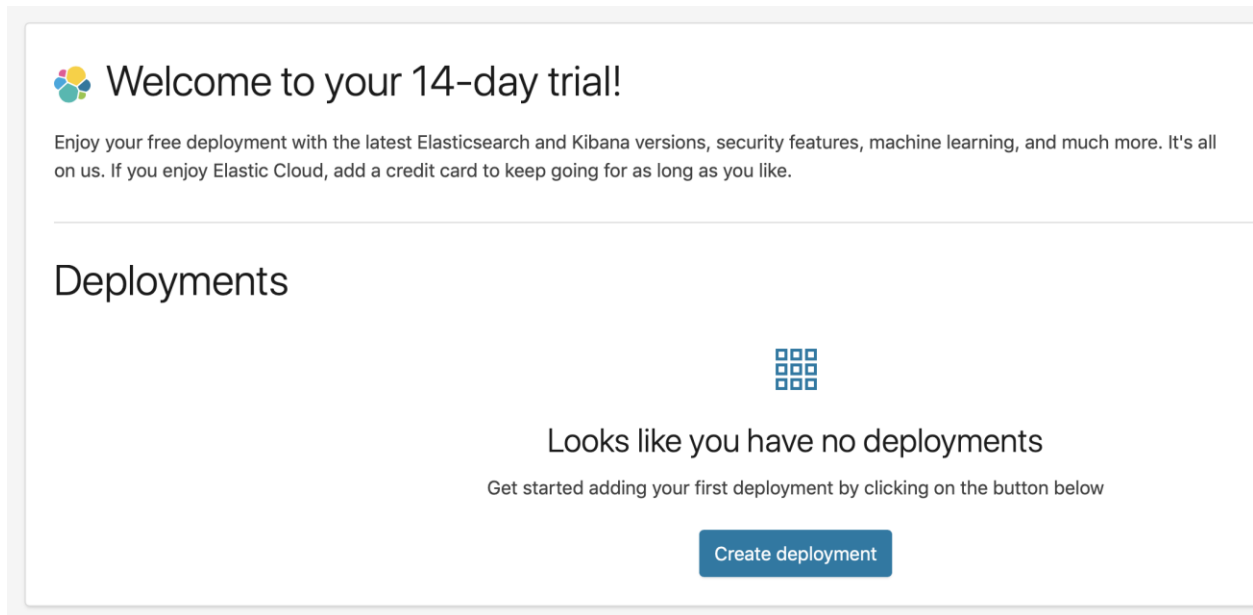 Welcome to your 14-day trial!
Enjoy your free deployment with the latest Elasticsearch and Kibana versions, security features, machine learning, and much more. It's all
on us. If you enjoy Elastic Cloud, add a credit card to keep going for as long as you like.
Deployments
Looks like you have no deployments
Get started adding your first deployment by clicking on the button below
Create deployment